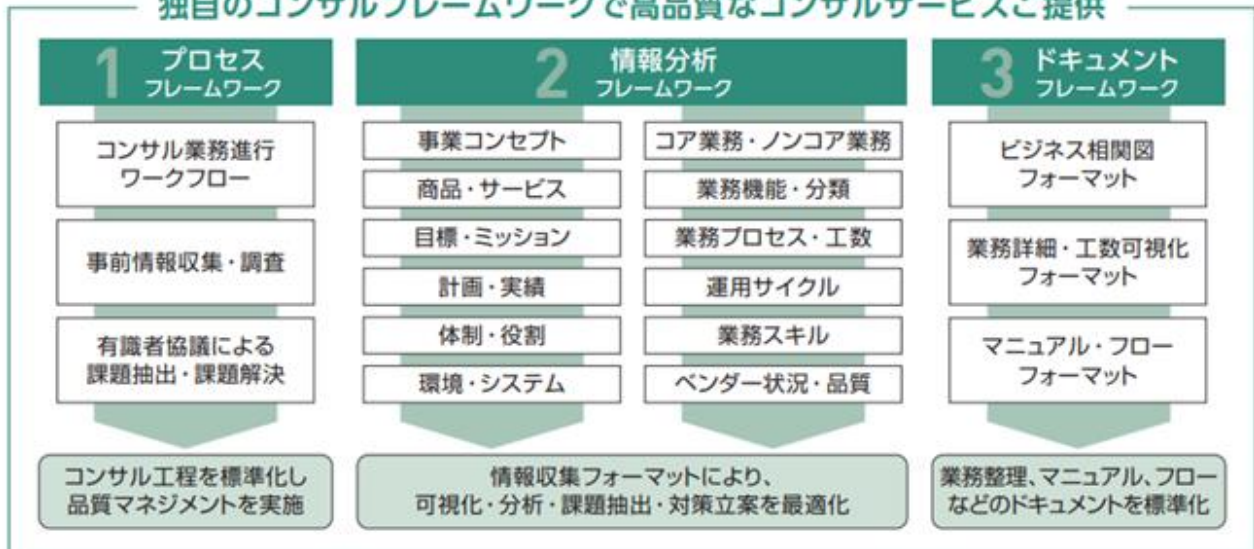 独自のコンサルフレームワークで高品質なコンサルサービスご提供
1 プロセス
フレームワーク
コンサル業務進行
ワークフロー
事前情報収集・調査
有識者協議による
課題抽出・課題解決
コンサル工程を標準化し
品質マネジメントを実施
2 情報分析
フレームワーク
事業コンセプト
商品・サービス
目標・ミッション
計画・実績
体制・役割
環境・システム
コア業務・ノンコア業務
業務機能・分類
業務プロセス・工数
運用サイクル
業務スキル
ベンダー状況・品質
情報収集フォーマットにより、
可視化・分析・課題抽出・対策立案を最適化
3 ドキュメント
フレームワーク
ビジネス相関図
フォーマット
業務詳細・工数可視化
フォーマット
マニュアル・フロー
フォーマット
業務整理、マニュアル、フロー
などのドキュメントを標準化